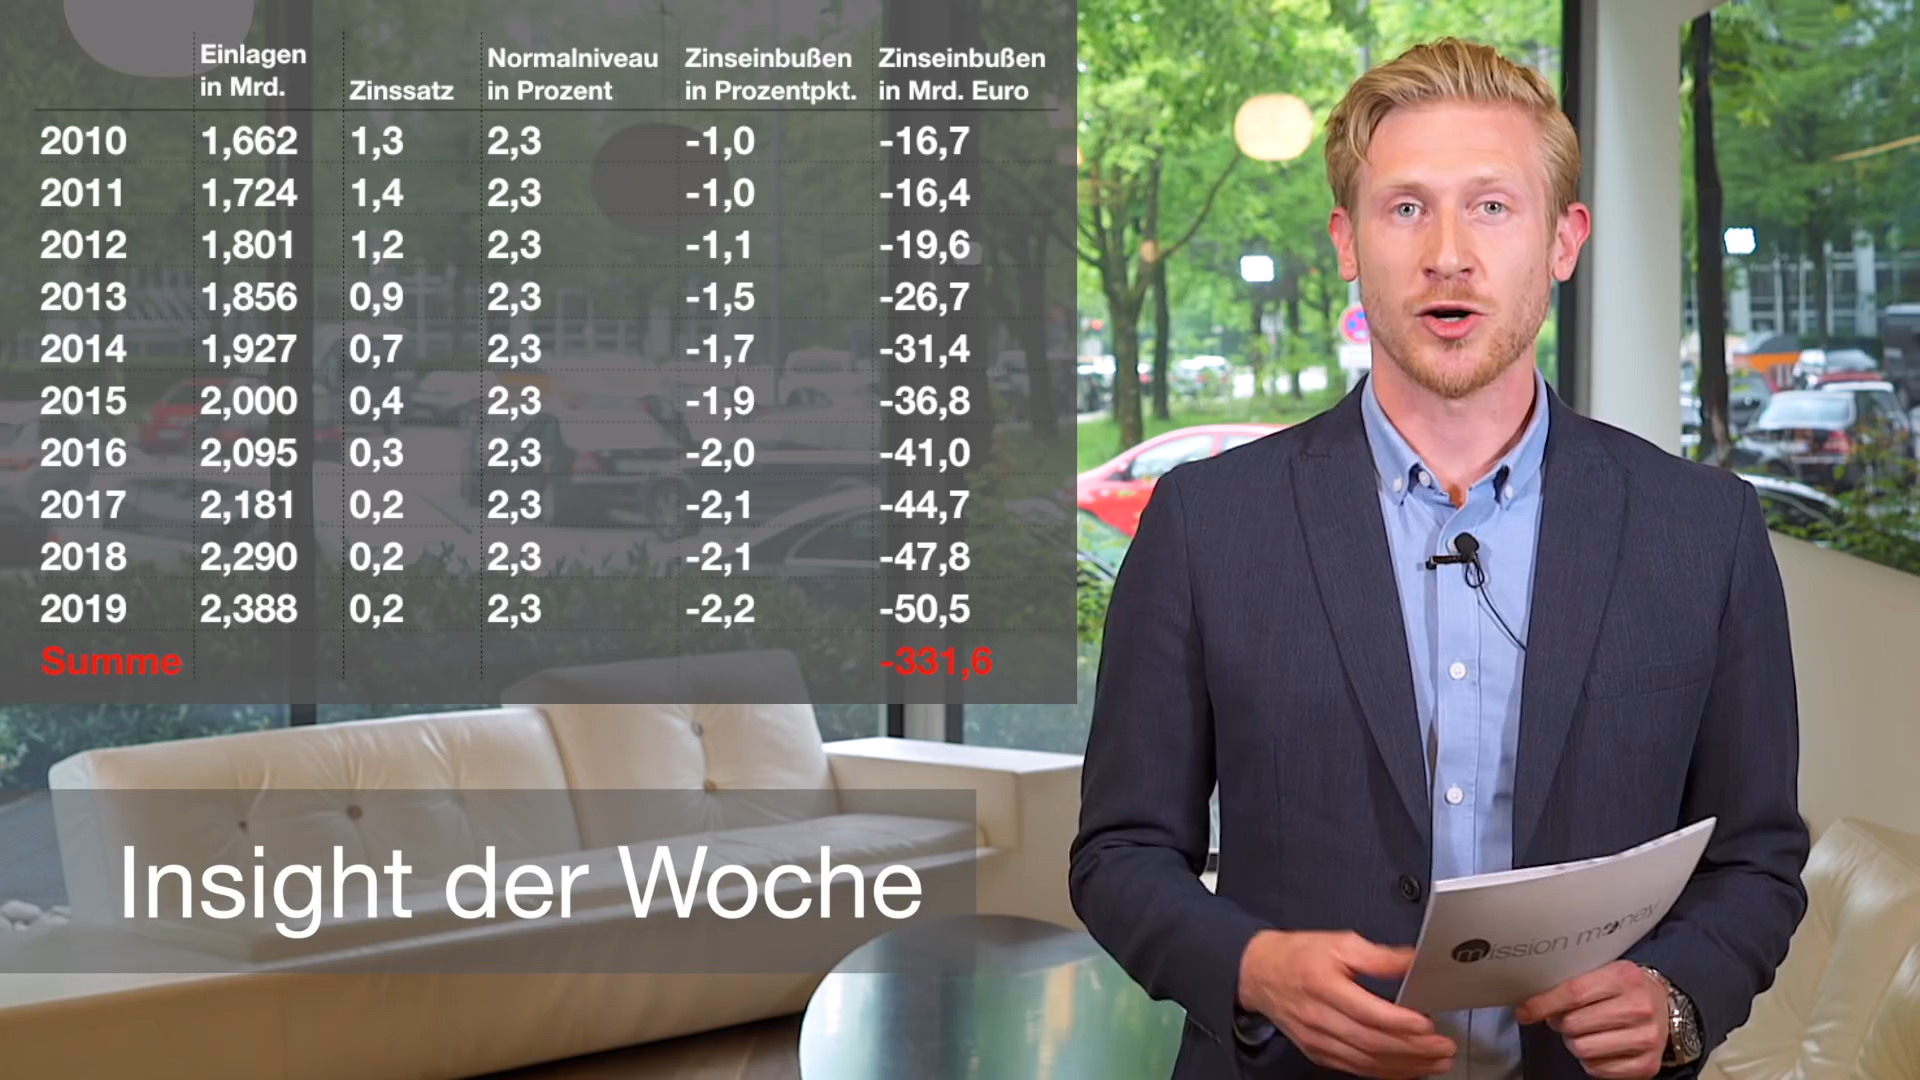 Einlagen in Mrd. Zinssatz Normalniveau in Prozent Zinseinbußen in Prozentpkt. Zinseinbußen in Mrd. Euro
2010 1,662 1,3 2,3 -1,0 -16,7
2011 1,724 1,4 2,3 -1,0 -16,4
2012 1,801 1,2 2,3 -1,1 -19,6
2013 1,856 0,9 2,3 -1,5 -26,7
2014 1,927 0,7 2,3 -1,7 -31,4
2015 2,000 0,4 2,3 -1,9 -36,8
2016 2,095 0,3 2,3 -2,0 -41,0
2017 2,181 0,2 2,3 -2,1 -44,7
2018 2,290 0,2 2,3 -2,1 -47,8
2019 2,388 0,2 2,3 -2,2 -50,5
Summe -331,6
Insight der Woche
mission money